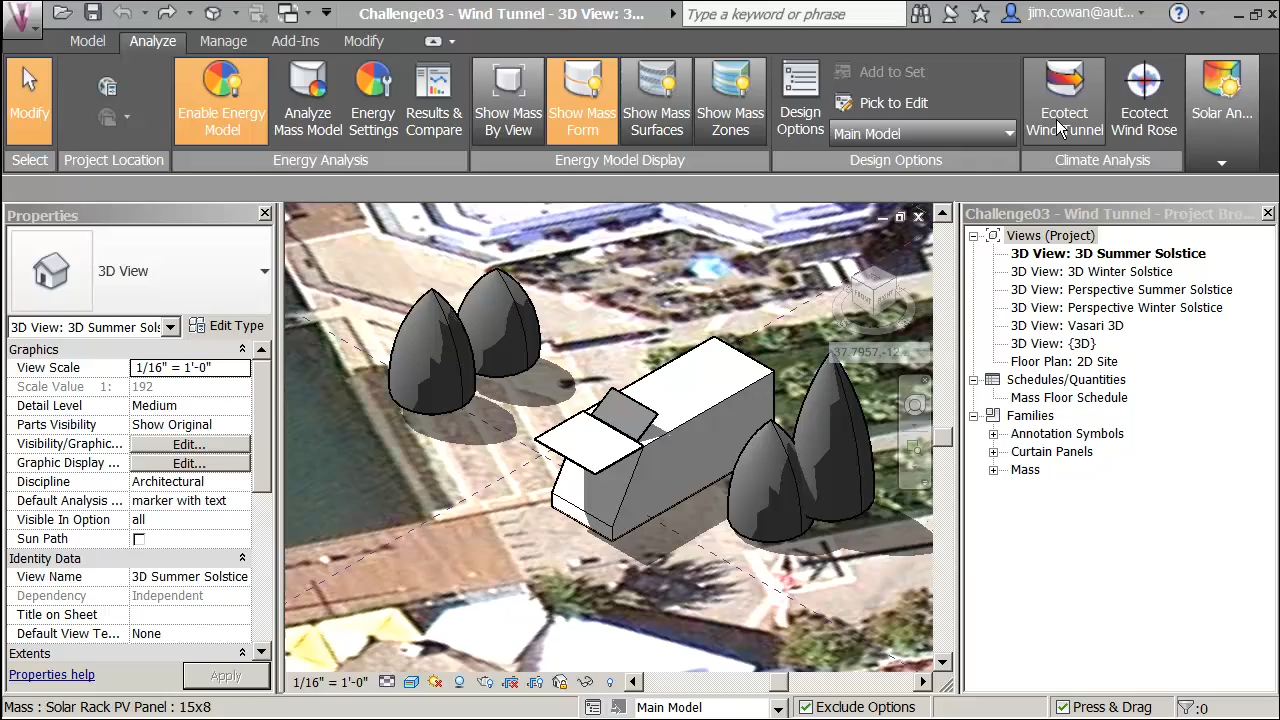 Challenge03 - Wind Tunnel - 3D View: 3...
Type a keyword or phrase
jim.cowan@aut...
Model
Analyze
Manage
Add-Ins
Modify
Modify
Enable Energy
Model
Analyze
Mass Model
Energy
Settings
Results &
Compare
Show Mass
By View
Show Mass
Form
Show Mass
Surfaces
Show Mass
Zones
Design
Options
Add to Set
Pick to Edit
Main Model
Ecotect
Wind Tunnel
Ecotect
Wind Rose
Solar An...
Select
Project Location
Energy Analysis
Energy Model Display
Design Options
Climate Analysis
Properties
3D View
3D View: 3D Summer Sols
Edit Type
Graphics
View Scale 1/16" = 1'-0"
Scale Value 1: 192
Detail Level Medium
Parts Visibility Show Original
Visibility/Graphic... Edit...
Graphic Display ... Edit...
Discipline Architectural
Default Analysis ... marker with text
Visible In Option all
Sun Path
Identity Data
View Name 3D Summer Solstice
Dependency Independent
Title on Sheet
Default View Te... None
Extents
Properties help
Apply
37.7957,-12...
1/16" = 1'-0"
Challenge03 - Wind Tunnel - Project Bro...
Views (Project)
3D View: 3D Summer Solstice
3D View: 3D Winter Solstice
3D View: Perspective Summer Solstice
3D View: Perspective Winter Solstice
3D View: Vasari 3D
3D View: {3D}
Floor Plan: 2D Site
Schedules/Quantities
Mass Floor Schedule
Families
Annotation Symbols
Curtain Panels
Mass
Mass : Solar Rack PV Panel : 15x8
Main Model
Exclude Options
Press & Drag
:0